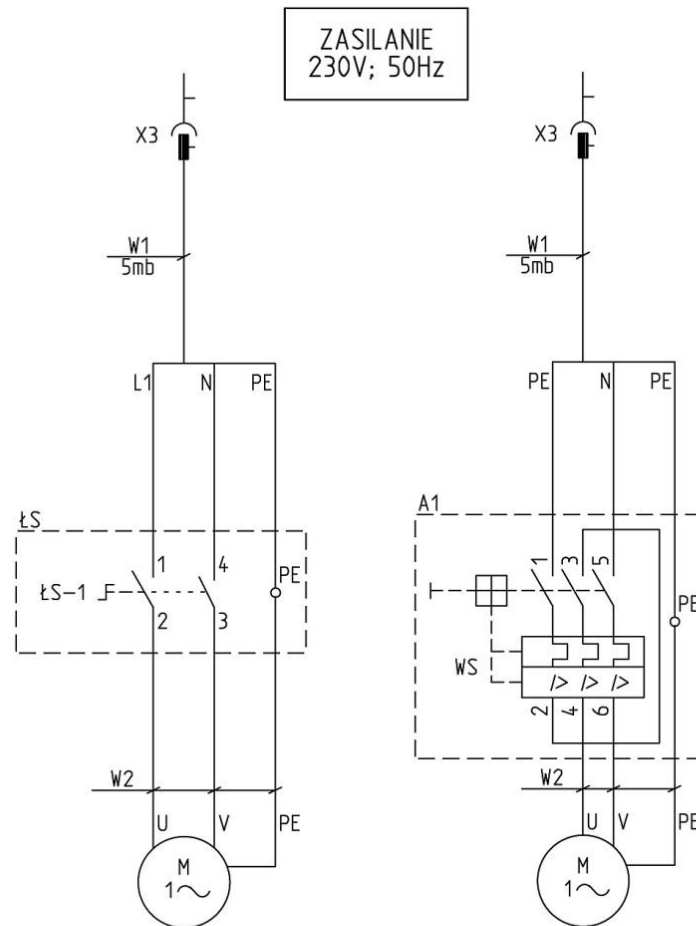 ZASILANIE
230V; 50Hz
X3
X3
W1
5mb
W1
5mb
L1 N PE
PE N PE
ŁS
A1
1 4
PE
ŁS-1
2 3
1 3 5
PE
WS
I> I> I>
2 4 6
W2
W2
U V PE
U V PE
M
1~
M
1~